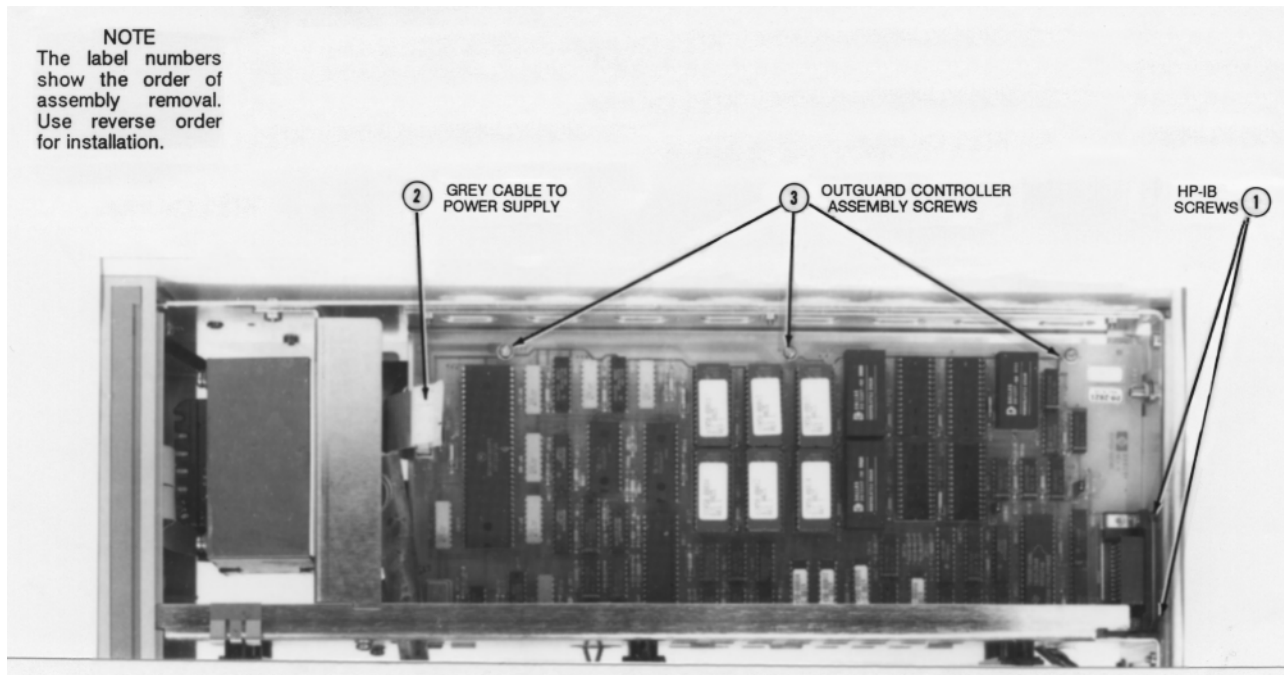 NOTE
The label numbers
show the order of
assembly removal.
Use reverse order
for installation.
2 GREY CABLE TO
POWER SUPPLY
3 OUTGUARD CONTROLLER
ASSEMBLY SCREWS
HP-IB
SCREWS 1